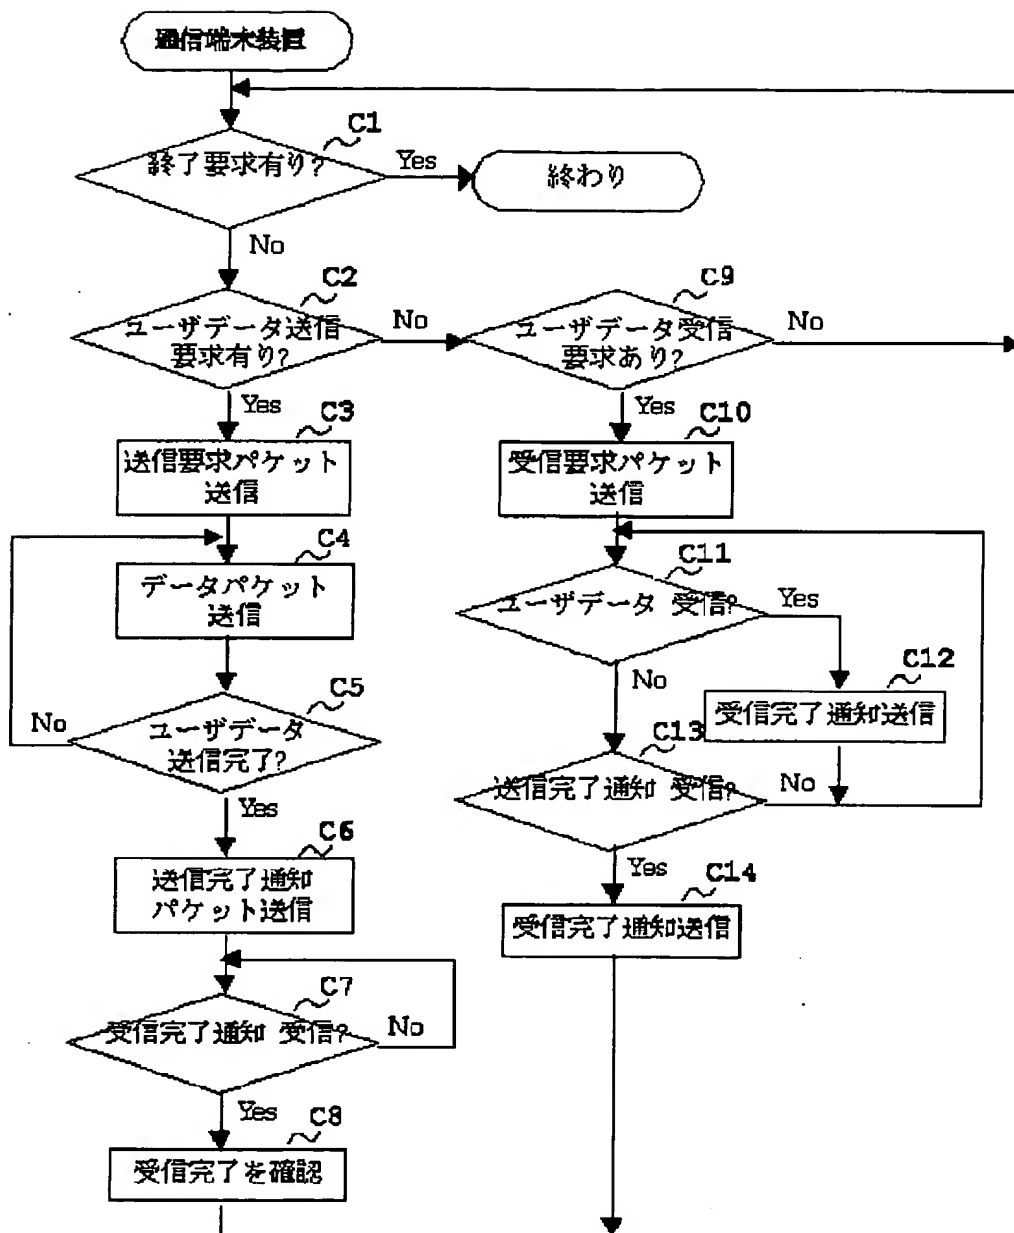 通信端末装置
C1
終了要求有り?
Yes
終わり
No
C2
ユーザデータ送信
要求有り?
No
C9
ユーザデータ受信
要求あり?
No
Yes
C3
送信要求パケット
送信
Yes
C10
受信要求パケット
送信
C4
データパケット
送信
C11
ユーザデータ 受信?
Yes
No
C12
受信完了通知送信
C5
ユーザデータ
送信完了?
No
Yes
C13
送信完了通知 受信?
No
Yes
C6
送信完了通知
パケット送信
C14
受信完了通知送信
C7
受信完了通知 受信?
No
Yes
C8
受信完了を確認